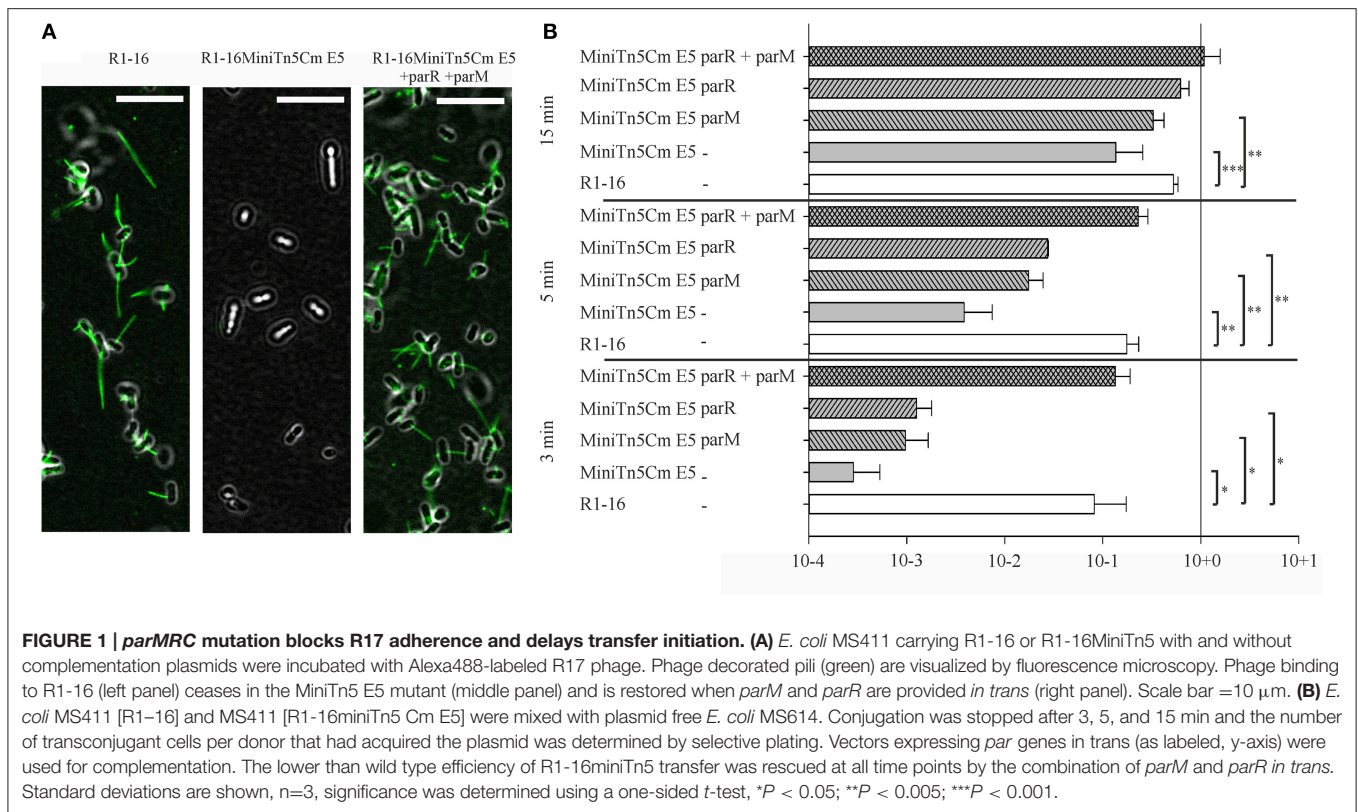 A
R1-16
R1-16MiniTn5Cm E5
R1-16MiniTn5Cm E5
+parR +parM
B
15 min
MiniTn5Cm E5 parR + parM
MiniTn5Cm E5 parR
MiniTn5Cm E5 parM
MiniTn5Cm E5 -
R1-16 -
***
**
5 min
MiniTn5Cm E5 parR + parM
MiniTn5Cm E5 parR
MiniTn5Cm E5 parM
MiniTn5Cm E5 -
R1-16 -
**
**
**
3 min
MiniTn5Cm E5 parR + parM
MiniTn5Cm E5 parR
MiniTn5Cm E5 parM
MiniTn5Cm E5 -
R1-16 -
*
*
*
10-4 10-3 10-2 10-1 10+0 10+1
FIGURE 1 | parMRC mutation blocks R17 adherence and delays transfer initiation. (A) E. coli MS411 carrying R1-16 or R1-16MiniTn5 with and without
complementation plasmids were incubated with Alexa488-labeled R17 phage. Phage decorated pili (green) are visualized by fluorescence microscopy. Phage binding
to R1-16 (left panel) ceases in the MiniTn5 E5 mutant (middle panel) and is restored when parM and parR are provided in trans (right panel). Scale bar =10 μm. (B) E.
coli MS411 [R1–16] and MS411 [R1-16miniTn5 Cm E5] were mixed with plasmid free E. coli MS614. Conjugation was stopped after 3, 5, and 15 min and the number
of transconjugant cells per donor that had acquired the plasmid was determined by selective plating. Vectors expressing par genes in trans (as labeled, y-axis) were
used for complementation. The lower than wild type efficiency of R1-16miniTn5 transfer was rescued at all time points by the combination of parM and parR in trans.
Standard deviations are shown, n=3, significance was determined using a one-sided t-test, *P < 0.05; **P < 0.005; ***P < 0.001.